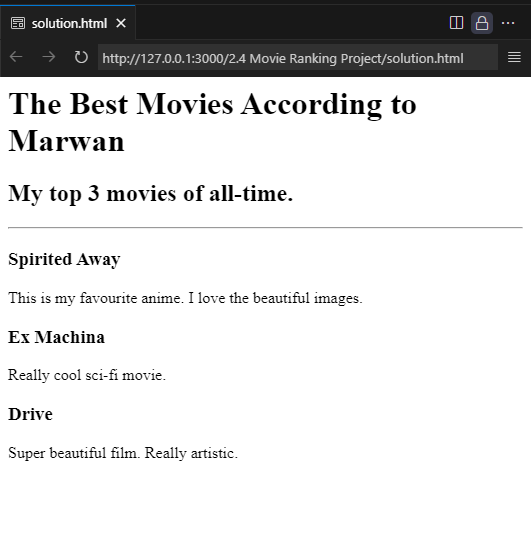 solution.html
http://127.0.0.1:3000/2.4 Movie Ranking Project/solution.html
The Best Movies According to
Marwan
My top 3 movies of all-time.
Spirited Away
This is my favourite anime. I love the beautiful images.
Ex Machina
Really cool sci-fi movie.
Drive
Super beautiful film. Really artistic.